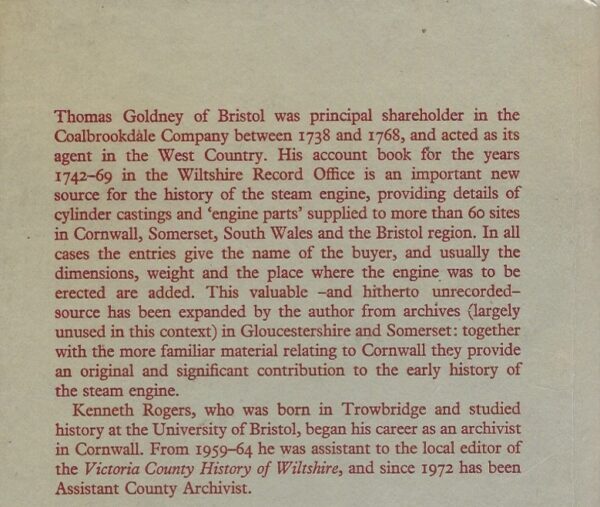 Thomas Goldney of Bristol was principal shareholder in the
Coalbrookdale Company between 1738 and 1768, and acted as its
agent in the West Country. His account book for the years
1742–69 in the Wiltshire Record Office is an important new
source for the history of the steam engine, providing details of
cylinder castings and ‘engine parts’ supplied to more than 60 sites
in Cornwall, Somerset, South Wales and the Bristol region. In all
cases the entries give the name of the buyer, and usually the
dimensions, weight and the place where the engine was to be
erected are added. This valuable –and hitherto unrecorded–
source has been expanded by the author from archives (largely
unused in this context) in Gloucestershire and Somerset: together
with the more familiar material relating to Cornwall they provide
an original and significant contribution to the early history of
the steam engine.
Kenneth Rogers, who was born in Trowbridge and studied
history at the University of Bristol, began his career as an archivist
in Cornwall. From 1959–64 he was assistant to the local editor of
the Victoria County History of Wiltshire, and since 1972 has been
Assistant County Archivist.